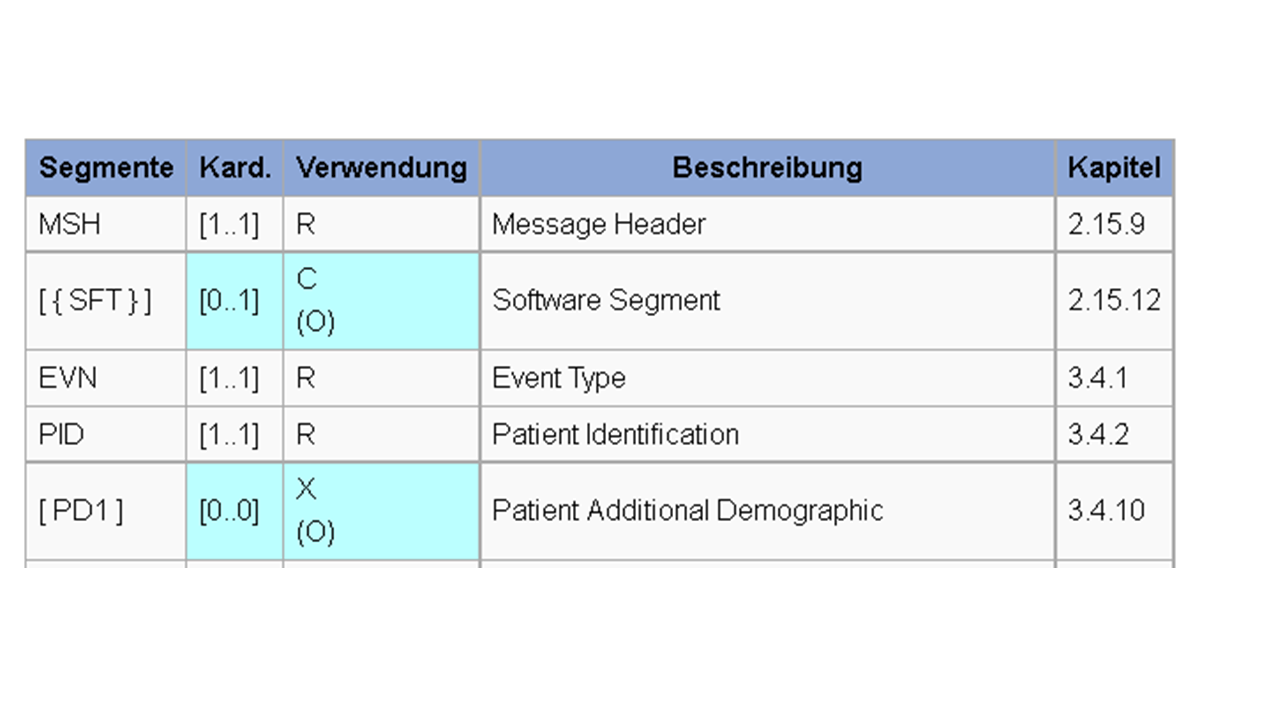 Segmente Kard. Verwendung Beschreibung Kapitel
MSH [1..1] R Message Header 2.15.9
[ { SFT } ] [0..1] C (O) Software Segment 2.15.12
EVN [1..1] R Event Type 3.4.1
PID [1..1] R Patient Identification 3.4.2
[ PD1 ] [0..0] X (O) Patient Additional Demographic 3.4.10